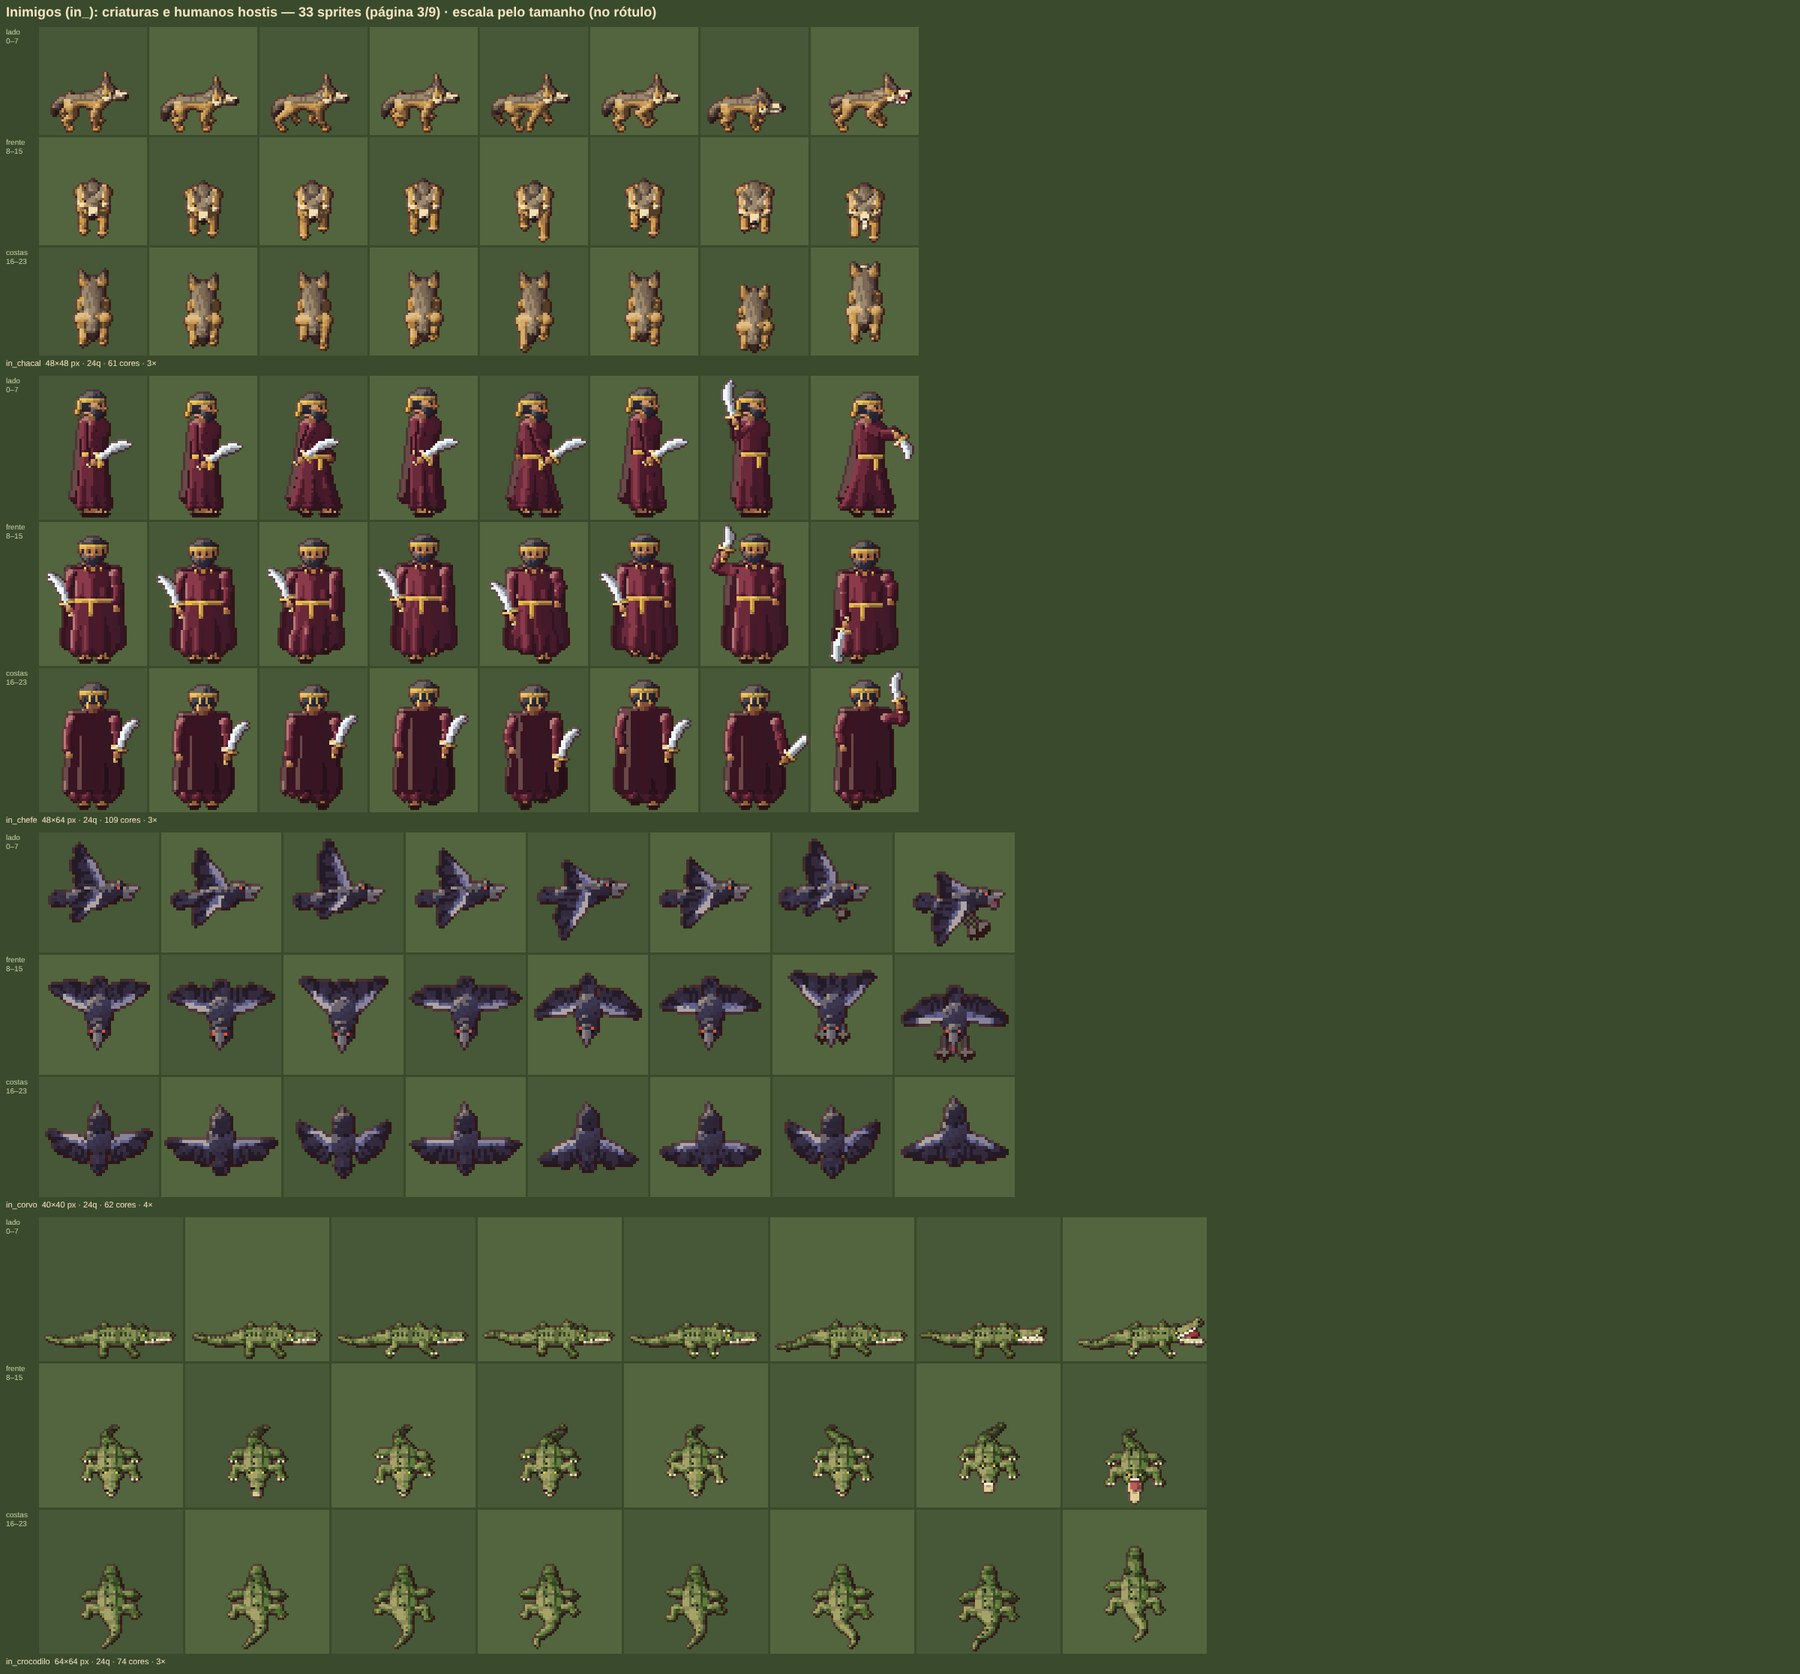 Inimigos (in_): criaturas e humanos hostis — 33 sprites (página 3/9) · escala pelo tamanho (no rótulo)
lado
0–7
frente
8–15
costas
16–23
in_chacal 48×48 px · 24q · 61 cores · 3×
lado
0–7
frente
8–15
costas
16–23
in_chefe 48×64 px · 24q · 109 cores · 3×
lado
0–7
frente
8–15
costas
16–23
in_corvo 40×40 px · 24q · 62 cores · 4×
lado
0–7
frente
8–15
costas
16–23
in_crocodilo 64×64 px · 24q · 74 cores · 3×